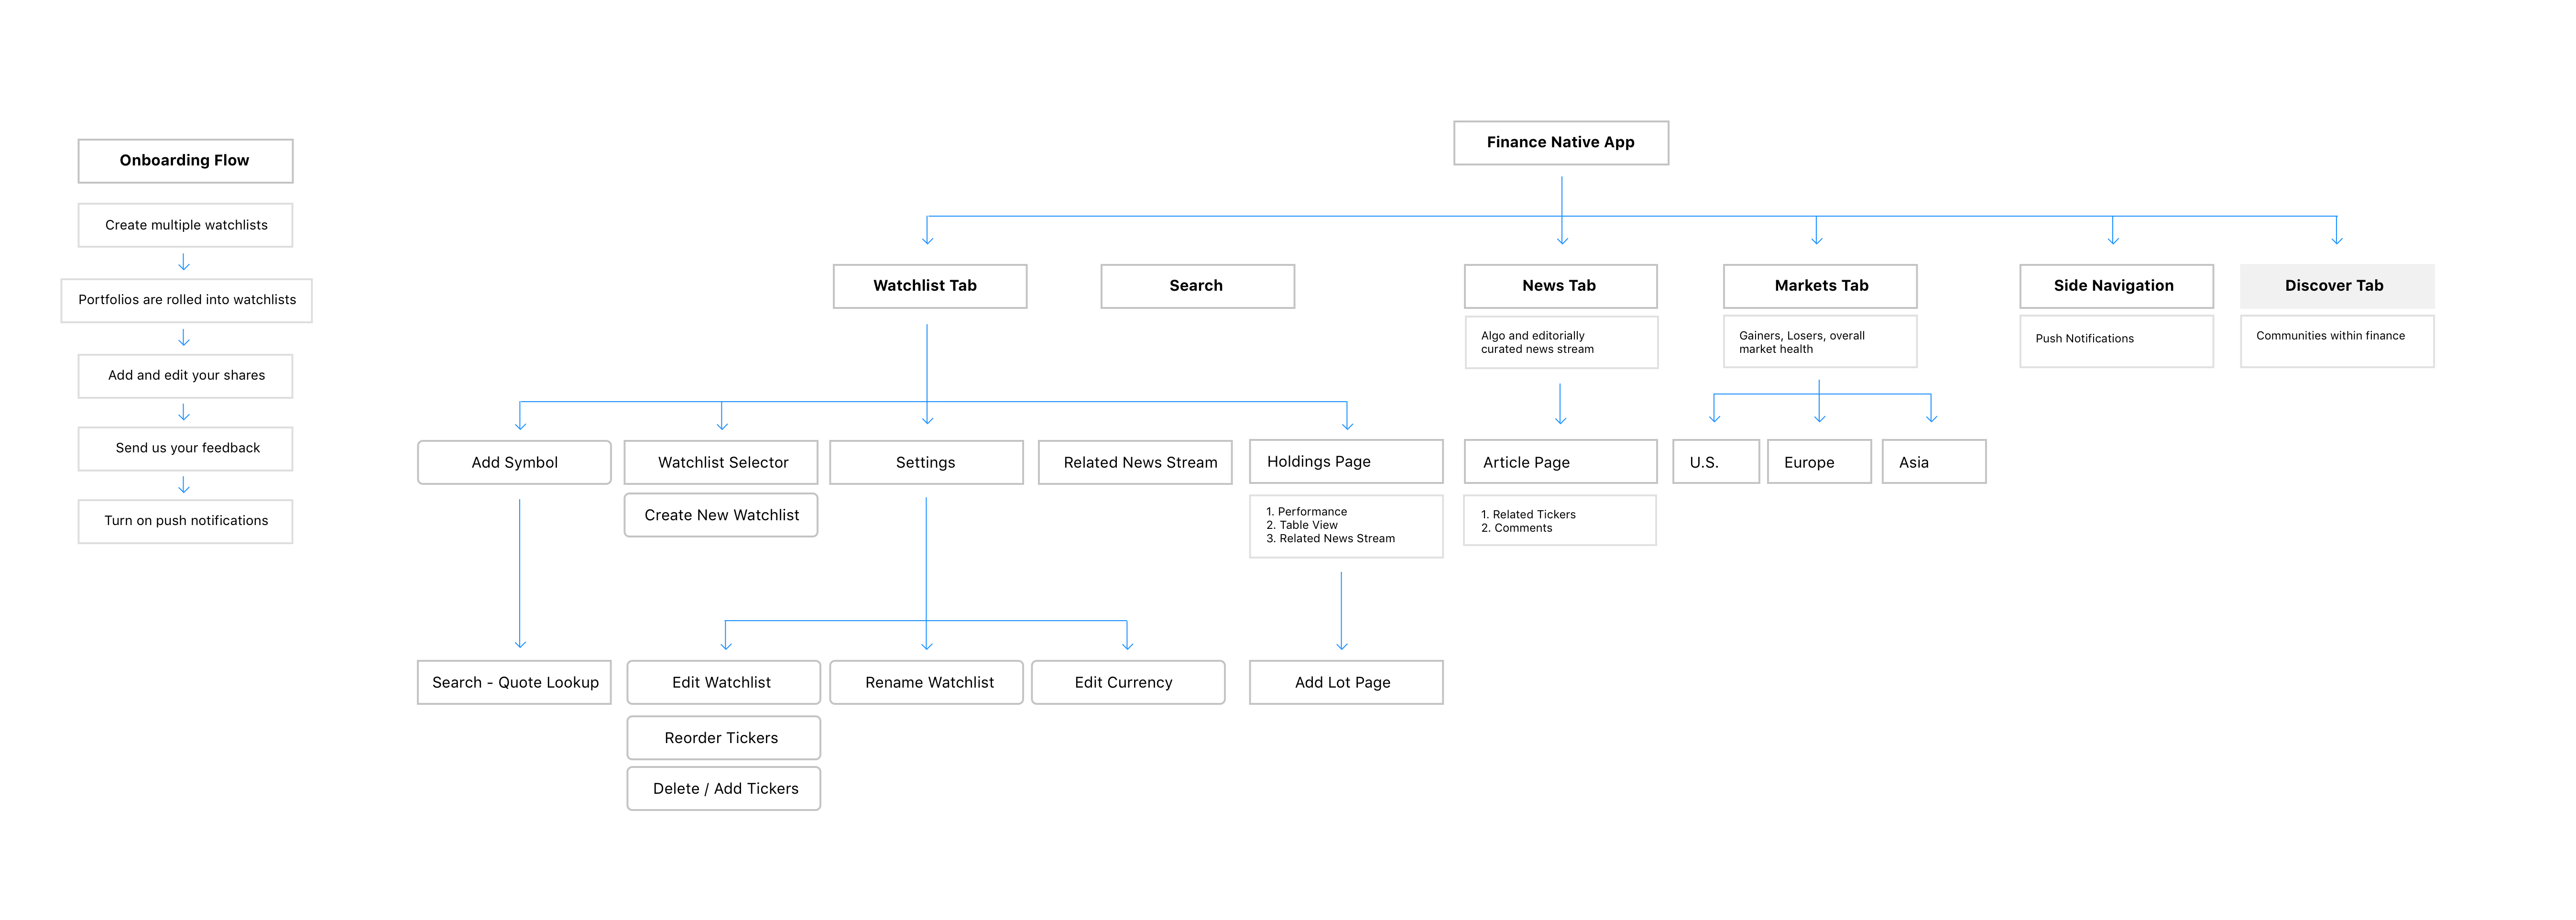 Onboarding Flow
Create multiple watchlists
Portfolios are rolled into watchlists
Add and edit your shares
Send us your feedback
Turn on push notifications
Finance Native App
Watchlist Tab
Search
News Tab
Markets Tab
Side Navigation
Discover Tab
Algo and editorially
curated news stream
Gainers, Losers, overall
market health
Push Notifications
Communities within finance
Add Symbol
Watchlist Selector
Settings
Related News Stream
Holdings Page
Article Page
U.S.
Europe
Asia
Create New Watchlist
1. Performance
2. Table View
3. Related News Stream
1. Related Tickers
2. Comments
Search - Quote Lookup
Edit Watchlist
Rename Watchlist
Edit Currency
Add Lot Page
Reorder Tickers
Delete / Add Tickers